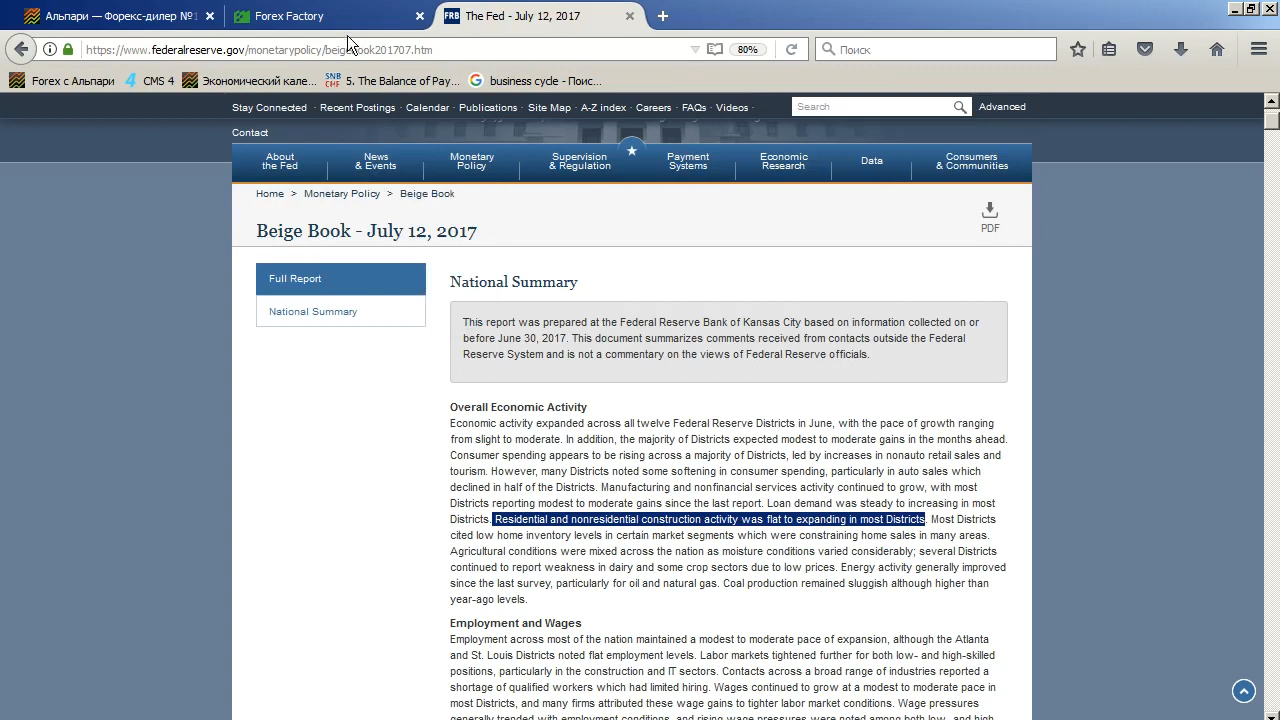 Альпари — Форекс-дилер №1
Forex Factory
FRB The Fed - July 12, 2017
https://www.federalreserve.gov/monetarypolicy/beigebook201707.htm
80%
Поиск
Forex с Альпари
4 CMS 4
Экономический кале...
SNB CHF 5. The Balance of Pay...
G business cycle - Поис...
Stay Connected · Recent Postings · Calendar · Publications · Site Map · A-Z index · Careers · FAQs · Videos ·
Search
Advanced
Contact
About the Fed
News & Events
Monetary Policy
Supervision & Regulation
Payment Systems
Economic Research
Data
Consumers & Communities
Home > Monetary Policy > Beige Book
Beige Book - July 12, 2017
PDF
Full Report
National Summary
National Summary
This report was prepared at the Federal Reserve Bank of Kansas City based on information collected on or
before June 30, 2017. This document summarizes comments received from contacts outside the Federal
Reserve System and is not a commentary on the views of Federal Reserve officials.
Overall Economic Activity
Economic activity expanded across all twelve Federal Reserve Districts in June, with the pace of growth ranging
from slight to moderate. In addition, the majority of Districts expected modest to moderate gains in the months ahead.
Consumer spending appears to be rising across a majority of Districts, led by increases in nonauto retail sales and
tourism. However, many Districts noted some softening in consumer spending, particularly in auto sales which
declined in half of the Districts. Manufacturing and nonfinancial services activity continued to grow, with most
Districts reporting modest to moderate gains since the last report. Loan demand was steady to increasing in most
Districts. Residential and nonresidential construction activity was flat to expanding in most Districts. Most Districts
cited low home inventory levels in certain market segments which were constraining home sales in many areas.
Agricultural conditions were mixed across the nation as moisture conditions varied considerably; several Districts
continued to report weakness in dairy and some crop sectors due to low prices. Energy activity generally improved
since the last survey, particularly for oil and natural gas. Coal production remained sluggish although higher than
year-ago levels.
Employment and Wages
Employment across most of the nation maintained a modest to moderate pace of expansion, although the Atlanta
and St. Louis Districts noted flat employment levels. Labor markets tightened further for both low- and high-skilled
positions, particularly in the construction and IT sectors. Contacts across a broad range of industries reported a
shortage of qualified workers which had limited hiring. Wages continued to grow at a modest to moderate pace in
most Districts, and many firms attributed these wage gains to tighter labor market conditions. Wage pressures
generally trended with employment conditions, and rising wage pressures were noted among both low- and high-